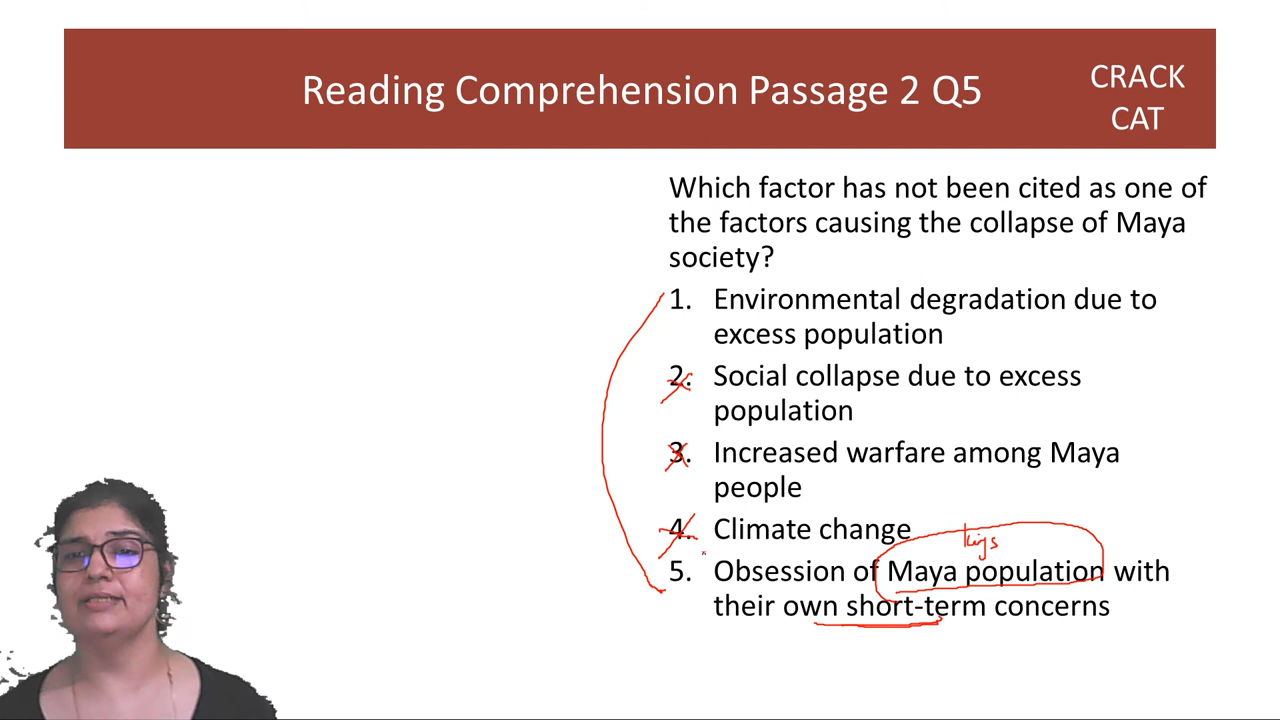 Reading Comprehension Passage 2 Q5
CRACK
CAT
Which factor has not been cited as one of
the factors causing the collapse of Maya
society?
1. Environmental degradation due to
excess population
2. Social collapse due to excess
population
3. Increased warfare among Maya
people
4. Climate change
kings
5. Obsession of Maya population with
their own short-term concerns